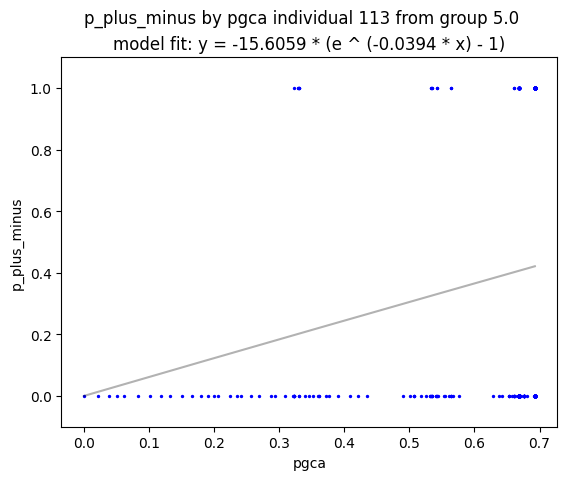 p_plus_minus by pgca individual 113 from group 5.0
model fit: y = -15.6059 * (e ^ (-0.0394 * x) - 1)
1.0
0.8
0.6
0.4
0.2
0.0
p_plus_minus
0.0 0.1 0.2 0.3 0.4 0.5 0.6 0.7
pgca